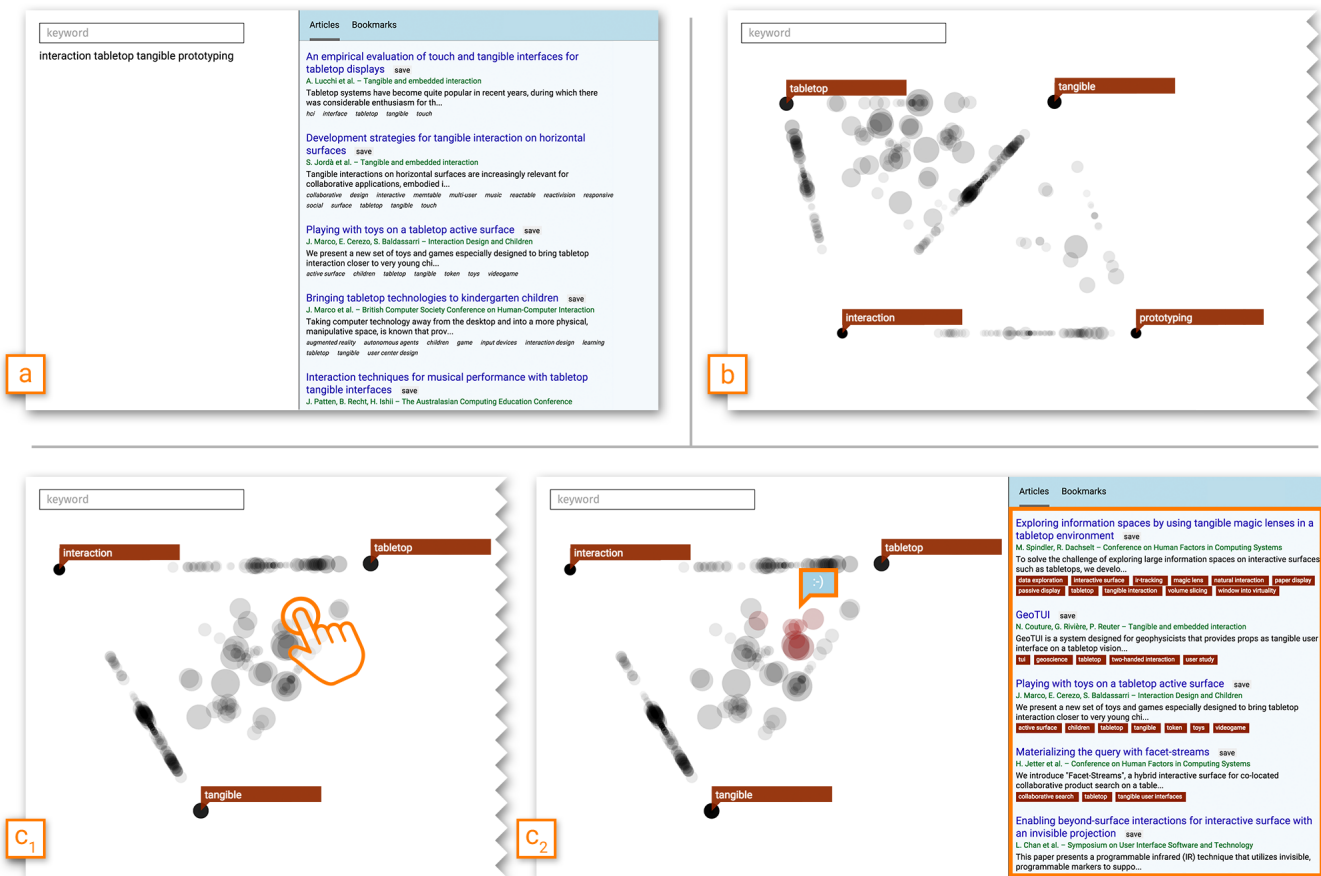 keyword
interaction tabletop tangible prototyping
Articles Bookmarks
An empirical evaluation of touch and tangible interfaces for
tabletop displays save
A. Lucchi et al. – Tangible and embedded interaction
Tabletop systems have become quite popular in recent years, during which there
was considerable enthusiasm for th...
hci interface tabletop tangible touch
Development strategies for tangible interaction on horizontal
surfaces save
S. Jordà et al. – Tangible and embedded interaction
Tangible interactions on horizontal surfaces are increasingly relevant for
collaborative applications, embodied i...
collaborative design interactive memtable multi-user music reactable reactivision responsive
social surface tabletop tangible touch
Playing with toys on a tabletop active surface save
J. Marco, E. Cerezo, S. Baldassarri – Interaction Design and Children
We present a new set of toys and games especially designed to bring tabletop
interaction closer to very young chi...
active surface children tabletop tangible token toys videogame
Bringing tabletop technologies to kindergarten children save
J. Marco et al. – British Computer Society Conference on Human-Computer Interaction
Taking computer technology away from the desktop and into a more physical,
manipulative space, is known that prov...
augmented reality autonomous agents children game input devices interaction design learning
tabletop tangible user center design
Interaction techniques for musical performance with tabletop
tangible interfaces save
J. Patten, B. Recht, H. Ishii – The Australasian Computing Education Conference
a
keyword
tabletop
tangible
interaction
prototyping
b
keyword
interaction
tabletop
tangible
c1
keyword
interaction
tabletop
:-)
tangible
c2
Articles Bookmarks
Exploring information spaces by using tangible magic lenses in a
tabletop environment save
M. Spindler, R. Dachselt – Conference on Human Factors in Computing Systems
To solve the challenge of exploring large information spaces on interactive surfaces
such as tabletops, we develo...
data exploration interactive surface ir-tracking magic lens natural interaction paper display
passive display tabletop tangible interaction volume slicing window into virtuality
GeoTUI save
N. Couture, G. Rivière, P. Reuter – Tangible and embedded interaction
GeoTUI is a system designed for geophysicists that provides props as tangible user
interface on a tabletop vision...
tui geoscience tabletop two-handed interaction user study
Playing with toys on a tabletop active surface save
J. Marco, E. Cerezo, S. Baldassarri – Interaction Design and Children
We present a new set of toys and games especially designed to bring tabletop
interaction closer to very young chi...
active surface children tabletop tangible token toys videogame
Materializing the query with facet-streams save
H. Jetter et al. – Conference on Human Factors in Computing Systems
We introduce "Facet-Streams", a hybrid interactive surface for co-located
collaborative product search on a table...
collaborative search tabletop tangible user interfaces
Enabling beyond-surface interactions for interactive surface with
an invisible projection save
L. Chan et al. – Symposium on User Interface Software and Technology
This paper presents a programmable infrared (IR) technique that utilizes invisible,
programmable markers to suppo...